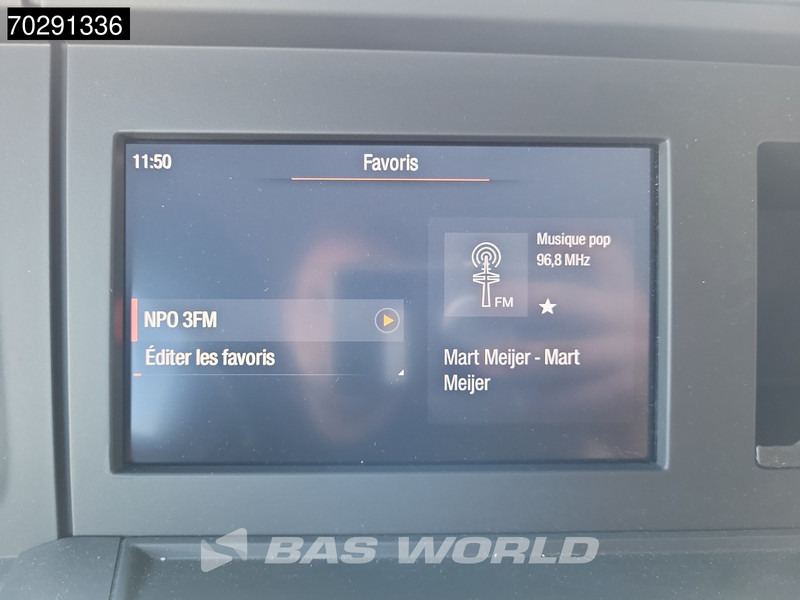 70291336
11:50
Favoris
Musique pop
96,8 MHz
FM
NPO 3FM
Éditer les favoris
Mart Meijer - Mart
Meijer
BAS WORLD